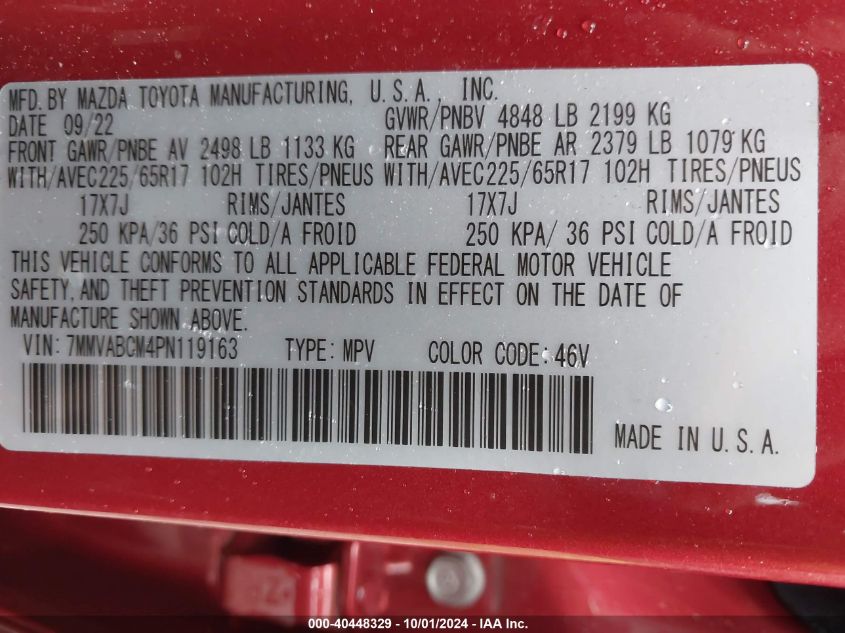 MFD. BY MAZDA TOYOTA MANUFACTURING, U.S.A., INC.
DATE 09/22 GVWR/PNBV 4848 LB 2199 KG
FRONT GAWR/PNBE AV 2498 LB 1133 KG REAR GAWR/PNBE AR 2379 LB 1079 KG
WITH/AVEC225/65R17 102H TIRES/PNEUS WITH/AVEC225/65R17 102H TIRES/PNEUS
17X7J RIMS/JANTES 17X7J RIMS/JANTES
250 KPA/36 PSI COLD/A FROID 250 KPA/ 36 PSI COLD/A FROID
THIS VEHICLE CONFORMS TO ALL APPLICABLE FEDERAL MOTOR VEHICLE
SAFETY, AND THEFT PREVENTION STANDARDS IN EFFECT ON THE DATE OF
MANUFACTURE SHOWN ABOVE.
VIN: 7MMVABCM4PN119163 TYPE: MPV COLOR CODE: 46V
MADE IN U.S.A.
000-40448329 - 10/01/2024 - IAA Inc.